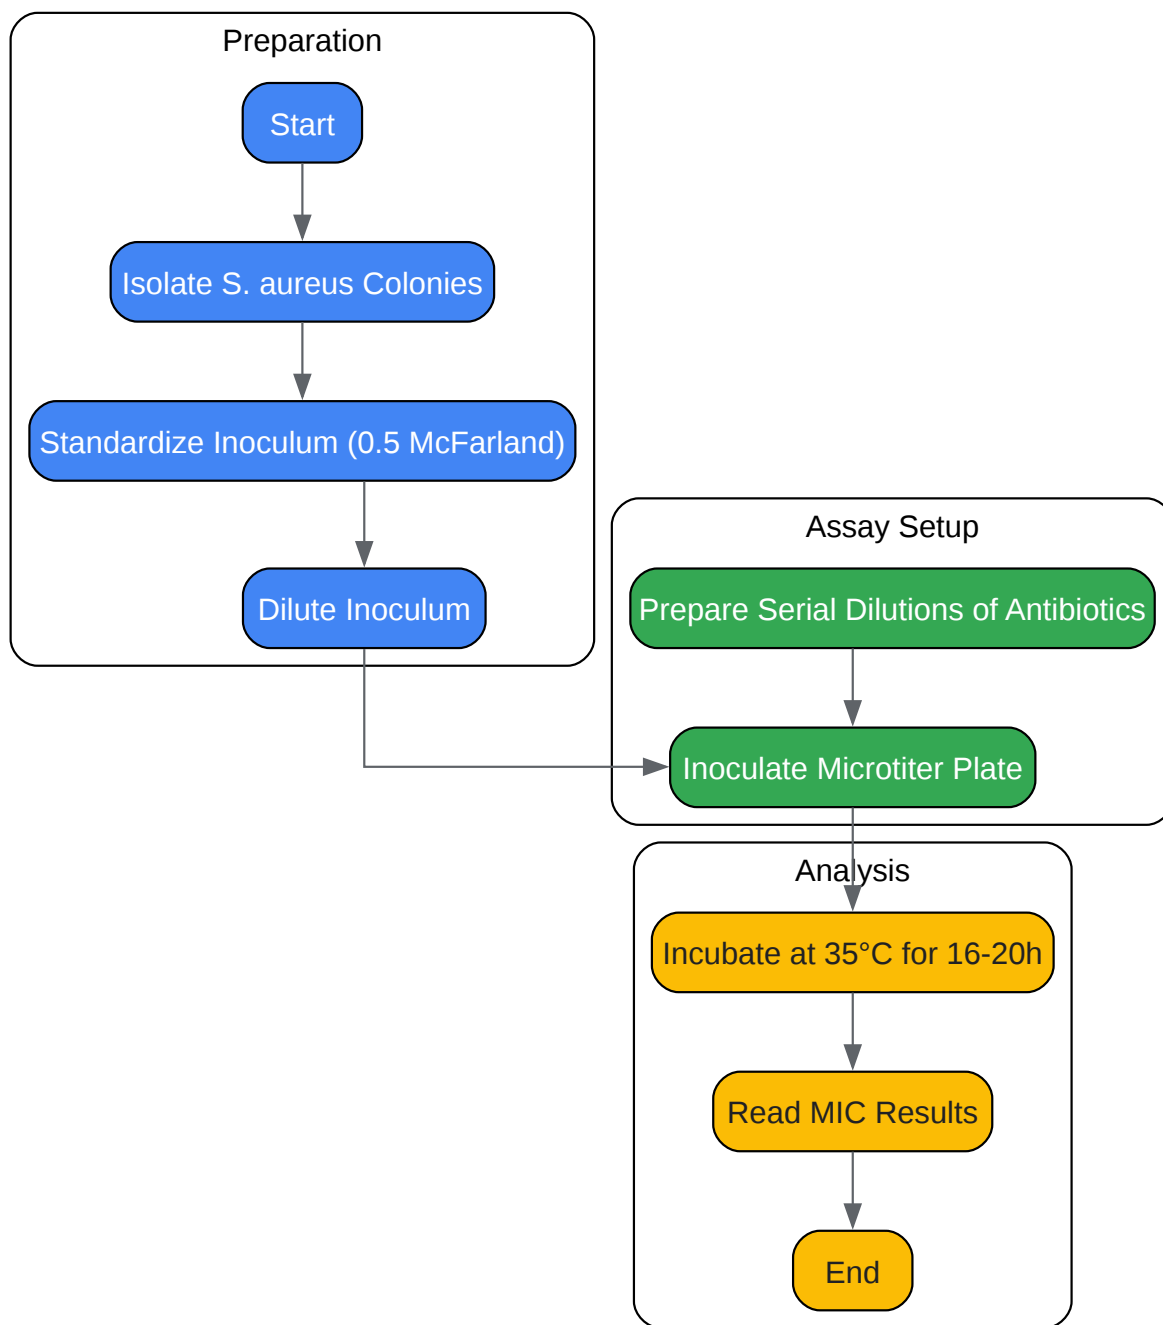 Preparation
Start
Isolate S. aureus Colonies
Standardize Inoculum (0.5 McFarland)
Dilute Inoculum
Assay Setup
Prepare Serial Dilutions of Antibiotics
Inoculate Microtiter Plate
Analysis
Incubate at 35°C for 16-20h
Read MIC Results
End